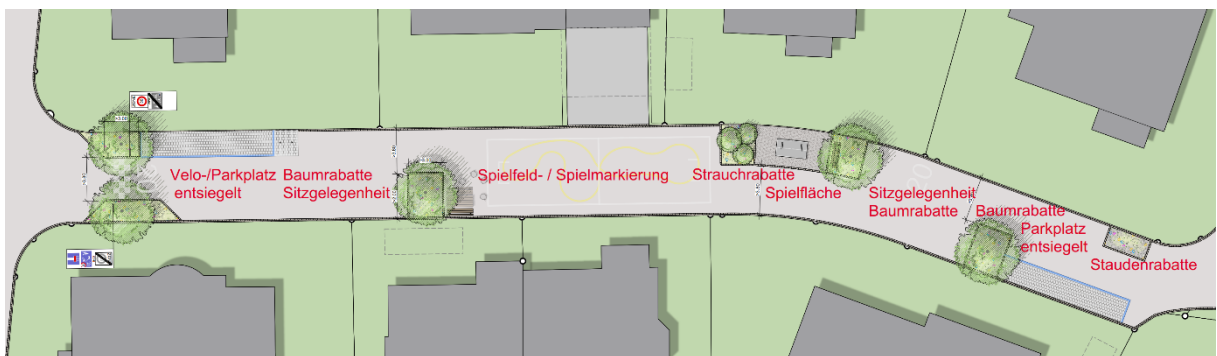 Velo-/Parkplatz
entsiegelt
Baumrabatte
Sitzgelegenheit
Spielfeld- / Spielmarkierung
Strauchrabatte
Spielfläche
Sitzgelegenheit
Baumrabatte
Baumrabatte
Parkplatz
entsiegelt
Staudenrabatte